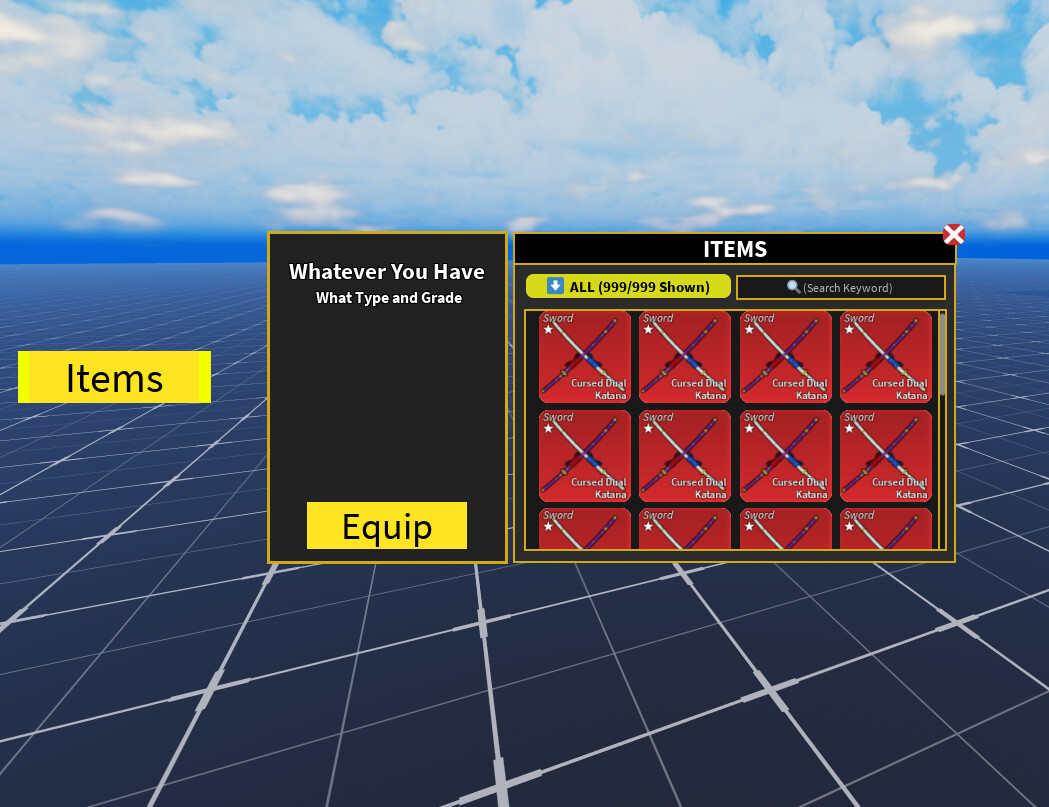 Items
Whatever You Have
What Type and Grade
Equip
ITEMS
ALL (999/999 Shown)
(Search Keyword)
Sword
Cursed Dual
Katana
Sword
Cursed Dual
Katana
Sword
Cursed Dual
Katana
Sword
Cursed Dual
Katana
Sword
Cursed Dual
Katana
Sword
Cursed Dual
Katana
Sword
Cursed Dual
Katana
Sword
Cursed Dual
Katana
Sword
Sword
Sword
Sword